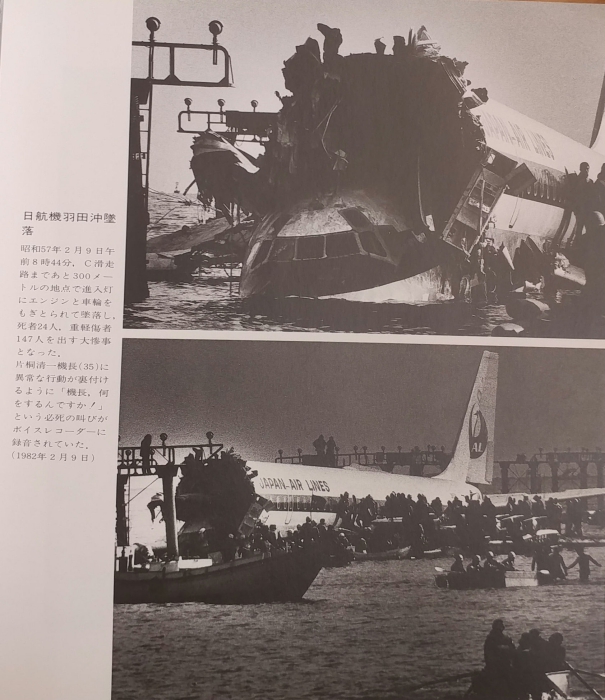 日航機羽田沖墜
落
昭和57年2月9日午
前8時44分，C滑走
路まであと300メー
トルの地点で進入灯
にエンジンと車輪を
もぎとられて墜落し，
死者24人，重軽傷者
147人を出す大惨事
となった。
片桐清一機長(35)に
異常な行動が裏付け
るように「機長，何
をするんですか！」
という必死の叫びが
ボイスレコーダーに
録音されていた。
(1982年2月9日)
JAPAN AIR LINES
JAPAN AIR LINES